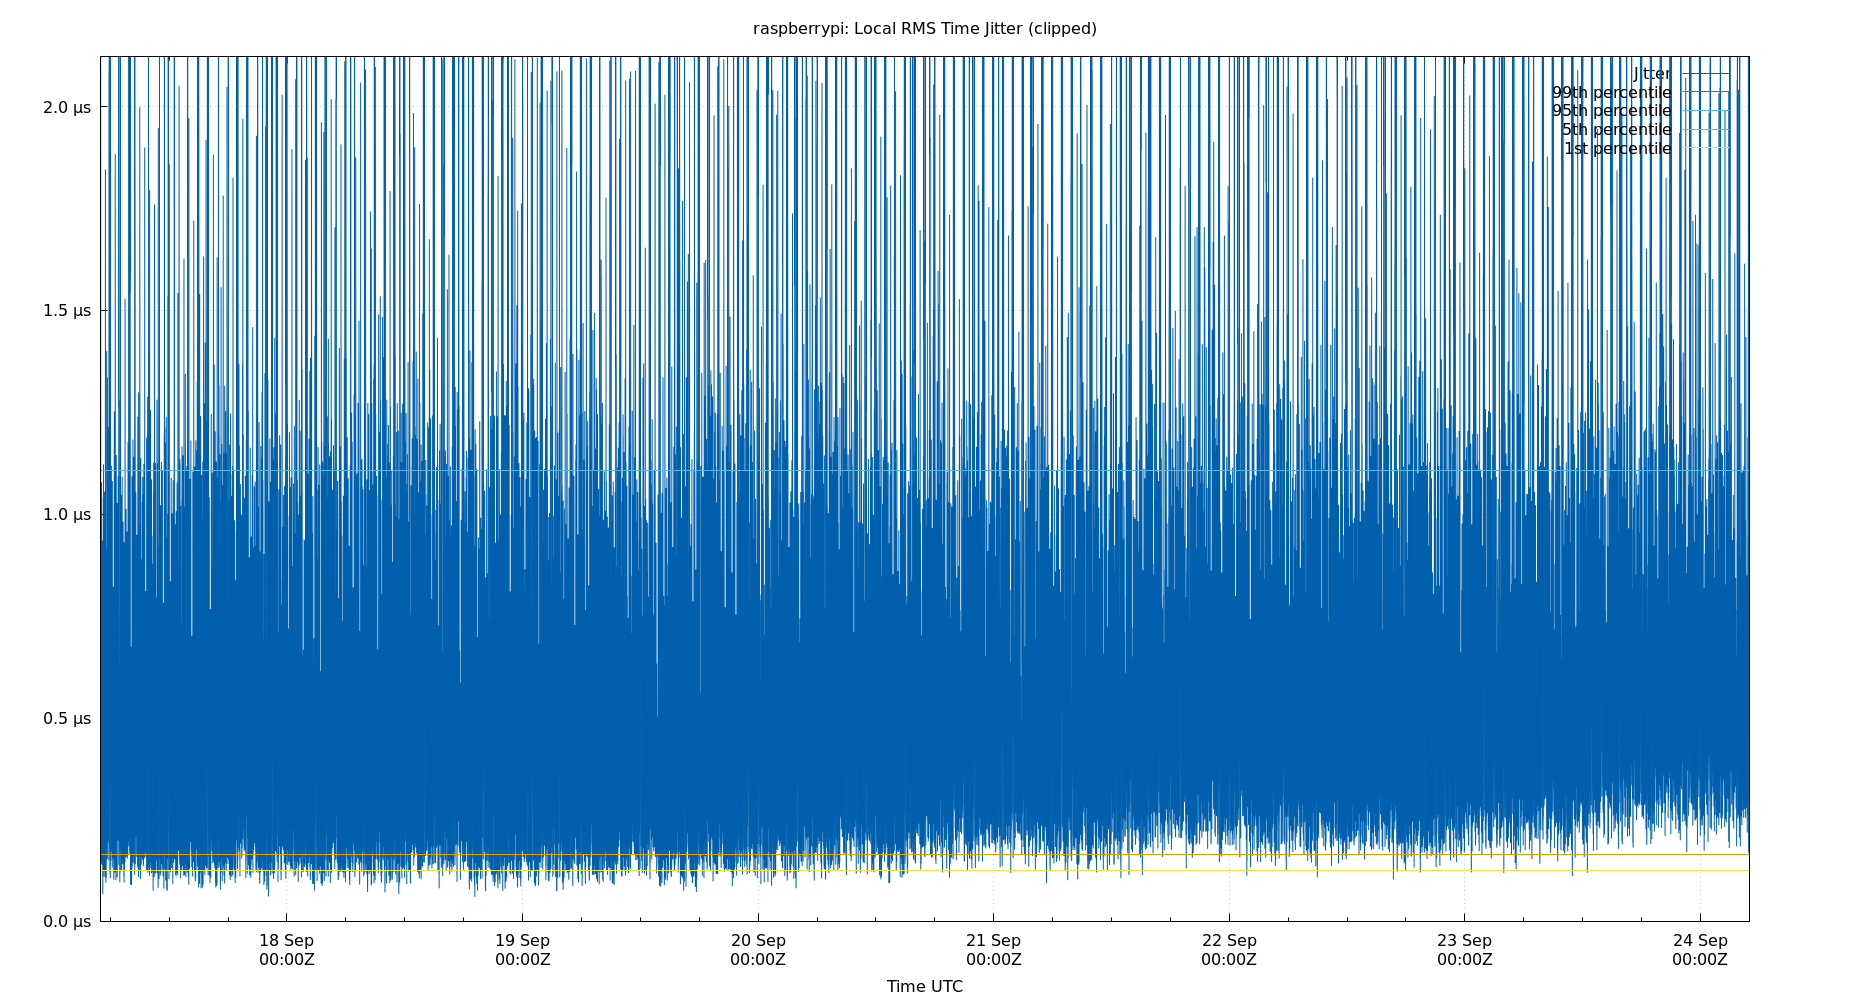 raspberrypi: Local RMS Time Jitter (clipped)
Jitter
99th percentile
95th percentile
5th percentile
1st percentile
2.0 µs
1.5 µs
1.0 µs
0.5 µs
0.0 µs
18 Sep 19 Sep 20 Sep 21 Sep 22 Sep 23 Sep 24 Sep
00:00Z 00:00Z 00:00Z 00:00Z 00:00Z 00:00Z 00:00Z
Time UTC